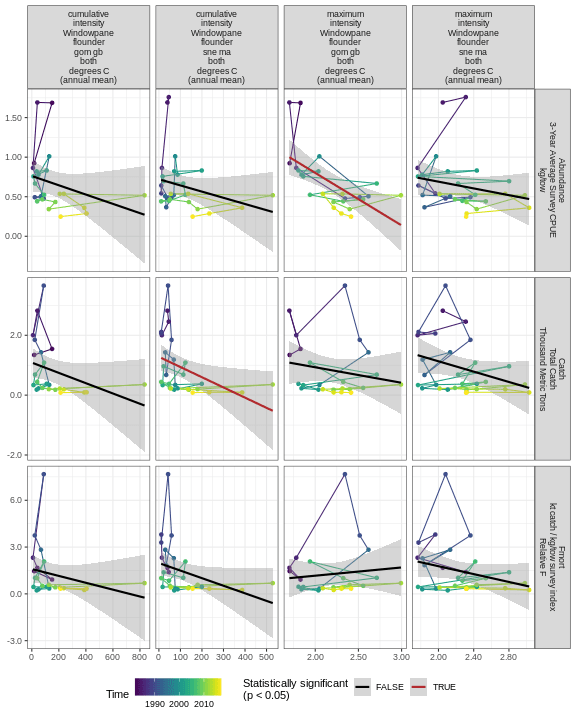 cumulative
intensity
Windowpane
flounder
gom gb
both
degrees C
(annual mean)
cumulative
intensity
Windowpane
flounder
sne ma
both
degrees C
(annual mean)
maximum
intensity
Windowpane
flounder
gom gb
both
degrees C
(annual mean)
maximum
intensity
Windowpane
flounder
sne ma
both
degrees C
(annual mean)
1.50
1.00
0.50
0.00
Abundance
3-Year Average Survey CPUE
kg/tow
2.0
0.0
-2.0
Catch
Total Catch
Thousand Metric Tons
6.0
3.0
0.0
-3.0
Fmort
kt catch / kg/tow survey index
Relative F
0 200 400 600 800
0 100 200 300 400 500
2.00 2.50 3.00
2.00 2.40 2.80
Time
1990 2000 2010
Statistically significant
(p < 0.05)
FALSE
TRUE